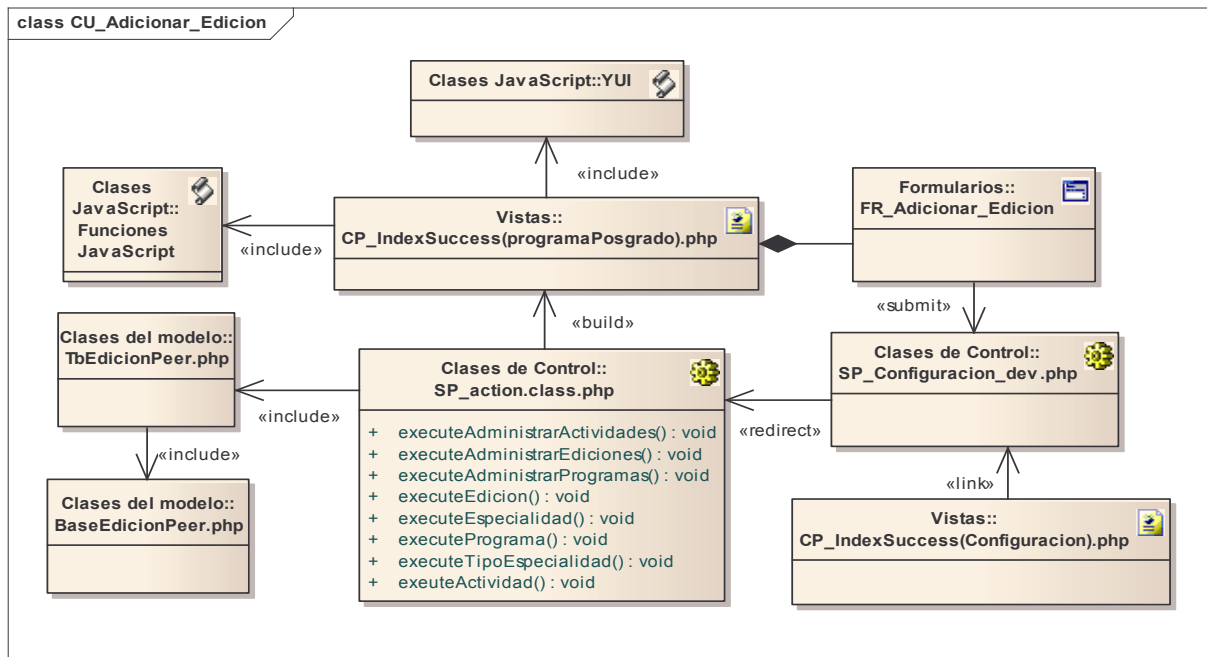 class CU_Adicionar_Edicion
Clases JavaScript::YUI
«include»
Clases
JavaScript::
Funciones
JavaScript
«include»
Vistas::
CP_IndexSuccess(programaPosgrado).php
Formularios::
FR_Adicionar_Edicion
«submit»
«build»
Clases del modelo::
TbEdicionPeer.php
«include»
Clases de Control::
SP_action.class.php
+ executeAdministrarActividades() : void
+ executeAdministrarEdiciones() : void
+ executeAdministrarProgramas() : void
+ executeEdicion() : void
+ executeEspecialidad() : void
+ executePrograma() : void
+ executeTipoEspecialidad() : void
+ exeuteActividad() : void
Clases de Control::
SP_Configuracion_dev.php
«redirect»
«include»
Clases del modelo::
BaseEdicionPeer.php
«link»
Vistas::
CP_IndexSuccess(Configuracion).php